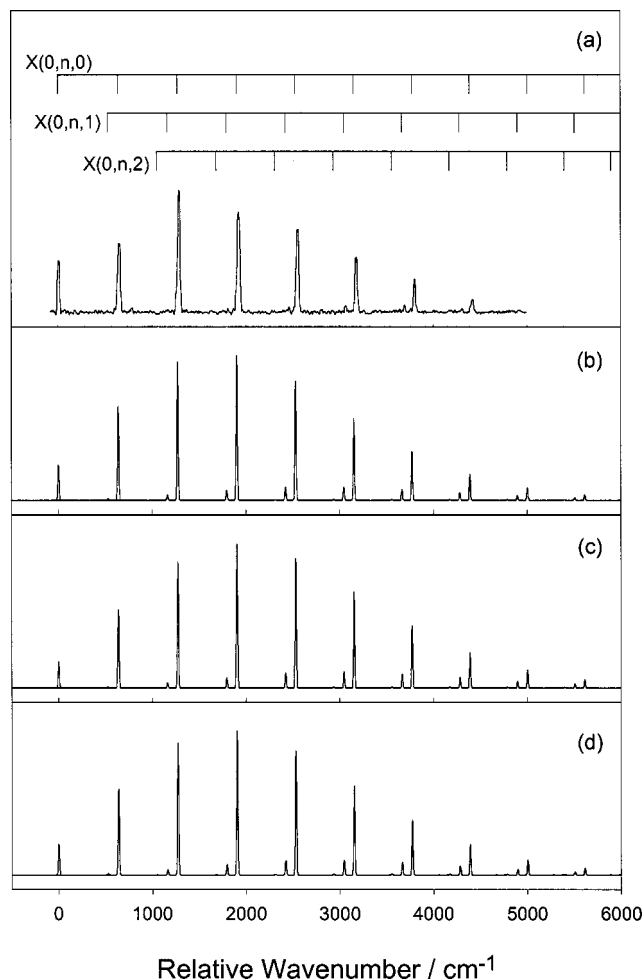 (a)
X(0,n,0)
X(0,n,1)
X(0,n,2)
(b)
(c)
(d)
0 1000 2000 3000 4000 5000 6000
Relative Wavenumber / cm-1